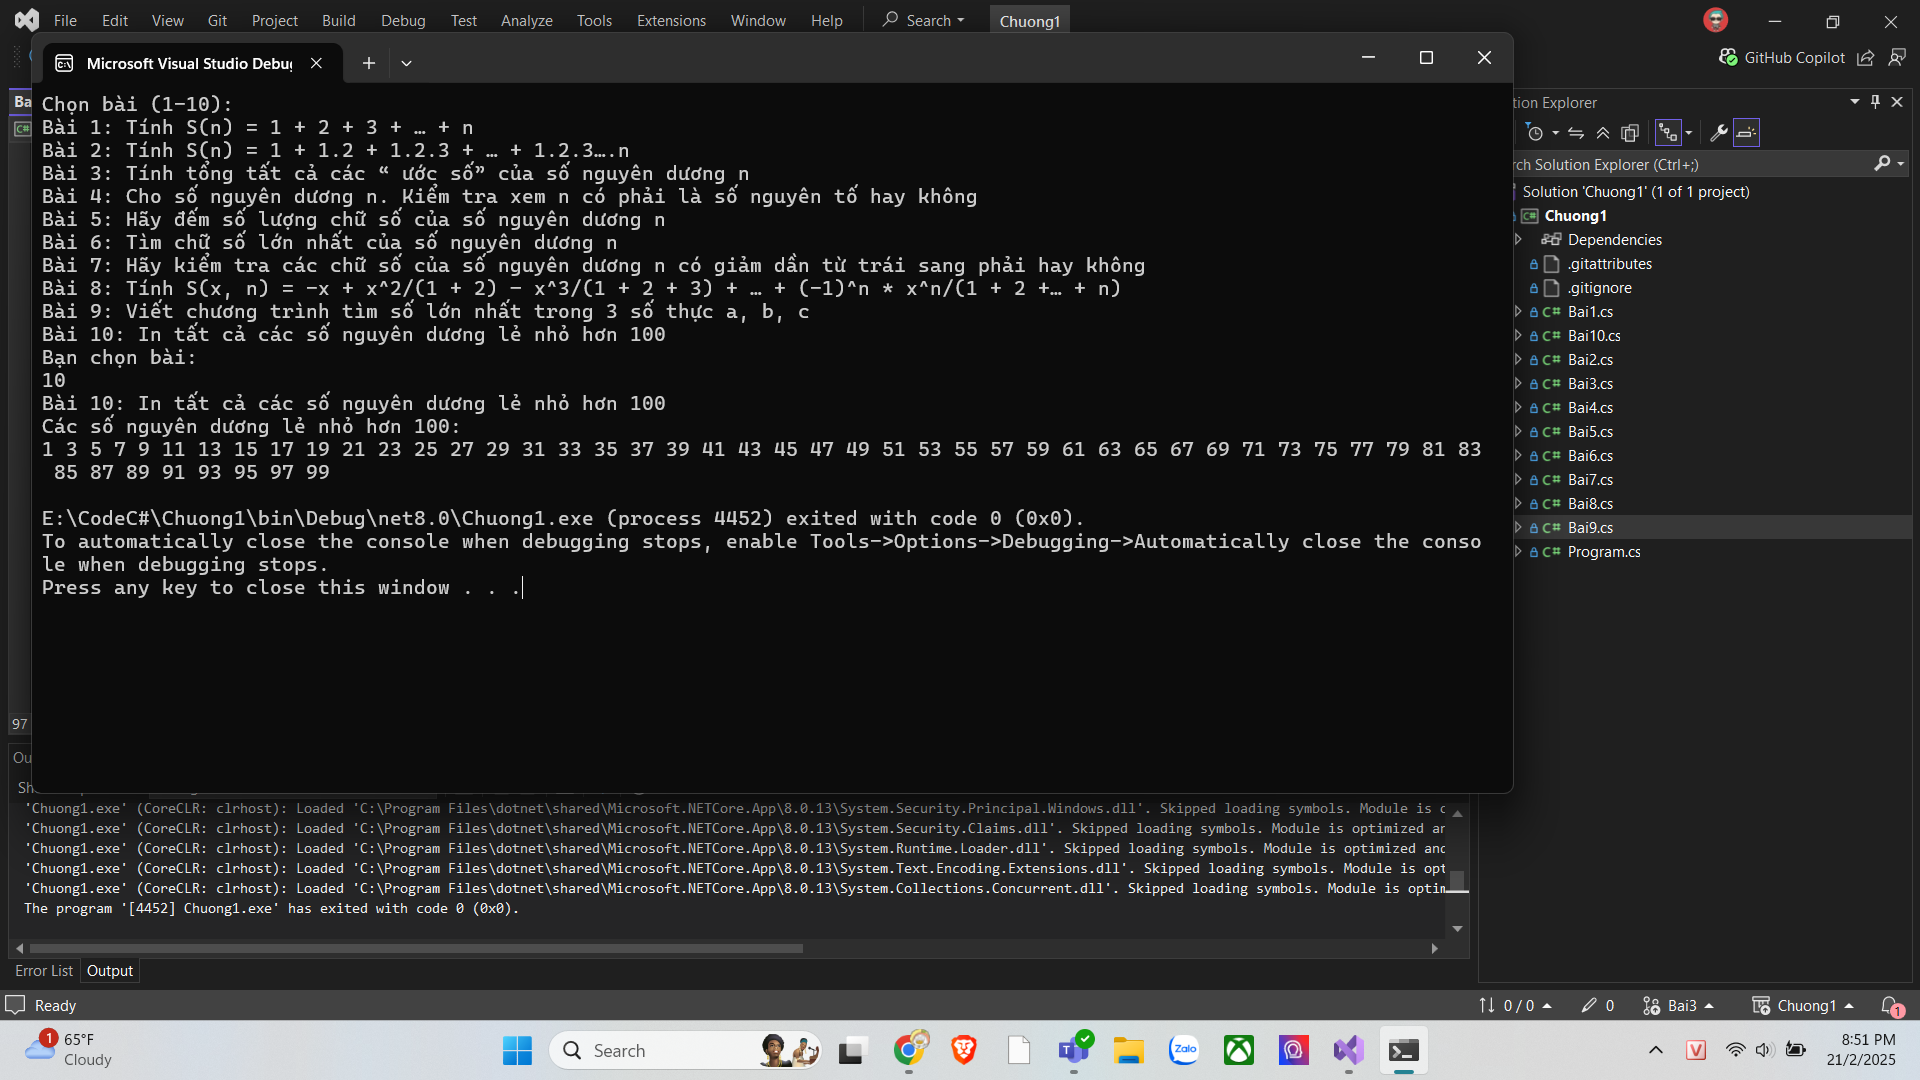 File Edit View Git Project Build Debug Test Analyze Tools Extensions Window Help Search Chuong1
GitHub Copilot
Microsoft Visual Studio Debu
Chọn bài (1-10):
Bài 1: Tính S(n) = 1 + 2 + 3 + … + n
Bài 2: Tính S(n) = 1 + 1.2 + 1.2.3 + … + 1.2.3….n
Bài 3: Tính tổng tất cả các “ ước số” của số nguyên dương n
Bài 4: Cho số nguyên dương n. Kiểm tra xem n có phải là số nguyên tố hay không
Bài 5: Hãy đếm số lượng chữ số của số nguyên dương n
Bài 6: Tìm chữ số lớn nhất của số nguyên dương n
Bài 7: Hãy kiểm tra các chữ số của số nguyên dương n có giảm dần từ trái sang phải hay không
Bài 8: Tính S(x, n) = -x + x^2/(1 + 2) - x^3/(1 + 2 + 3) + … + (-1)^n * x^n/(1 + 2 +… + n)
Bài 9: Viết chương trình tìm số lớn nhất trong 3 số thực a, b, c
Bài 10: In tất cả các số nguyên dương lẻ nhỏ hơn 100
Bạn chọn bài:
10
Bài 10: In tất cả các số nguyên dương lẻ nhỏ hơn 100
Các số nguyên dương lẻ nhỏ hơn 100:
1 3 5 7 9 11 13 15 17 19 21 23 25 27 29 31 33 35 37 39 41 43 45 47 49 51 53 55 57 59 61 63 65 67 69 71 73 75 77 79 81 83
85 87 89 91 93 95 97 99
E:\CodeC#\Chuong1\bin\Debug\net8.0\Chuong1.exe (process 4452) exited with code 0 (0x0).
To automatically close the console when debugging stops, enable Tools->Options->Debugging->Automatically close the conso
le when debugging stops.
Press any key to close this window . . .
Ba
97
Ou
Sh
tion Explorer
rch Solution Explorer (Ctrl+;)
Solution 'Chuong1' (1 of 1 project)
C# Chuong1
Dependencies
.gitattributes
.gitignore
C# Bai1.cs
C# Bai10.cs
C# Bai2.cs
C# Bai3.cs
C# Bai4.cs
C# Bai5.cs
C# Bai6.cs
C# Bai7.cs
C# Bai8.cs
C# Bai9.cs
C# Program.cs
'Chuong1.exe' (CoreCLR: clrhost): Loaded 'C:\Program Files\dotnet\shared\Microsoft.NETCore.App\8.0.13\System.Security.Principal.Windows.dll'. Skipped loading symbols. Module is
'Chuong1.exe' (CoreCLR: clrhost): Loaded 'C:\Program Files\dotnet\shared\Microsoft.NETCore.App\8.0.13\System.Security.Claims.dll'. Skipped loading symbols. Module is optimized an
'Chuong1.exe' (CoreCLR: clrhost): Loaded 'C:\Program Files\dotnet\shared\Microsoft.NETCore.App\8.0.13\System.Runtime.Loader.dll'. Skipped loading symbols. Module is optimized and
'Chuong1.exe' (CoreCLR: clrhost): Loaded 'C:\Program Files\dotnet\shared\Microsoft.NETCore.App\8.0.13\System.Text.Encoding.Extensions.dll'. Skipped loading symbols. Module is opt
'Chuong1.exe' (CoreCLR: clrhost): Loaded 'C:\Program Files\dotnet\shared\Microsoft.NETCore.App\8.0.13\System.Collections.Concurrent.dll'. Skipped loading symbols. Module is optim
The program '[4452] Chuong1.exe' has exited with code 0 (0x0).
Error List Output
Ready 0 / 0 0 Bai3 Chuong1 1
1 65°F
Cloudy
Search
Zalo
V
8:51 PM
21/2/2025